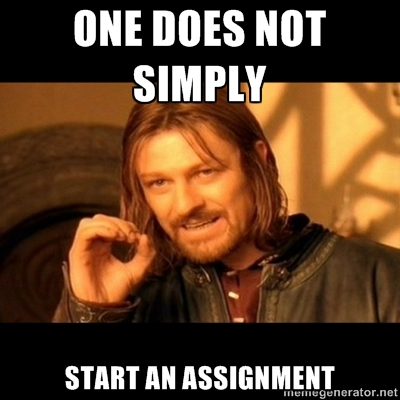 ONE DOES NOT
SIMPLY
START AN ASSIGNMENT
memegenerator.net